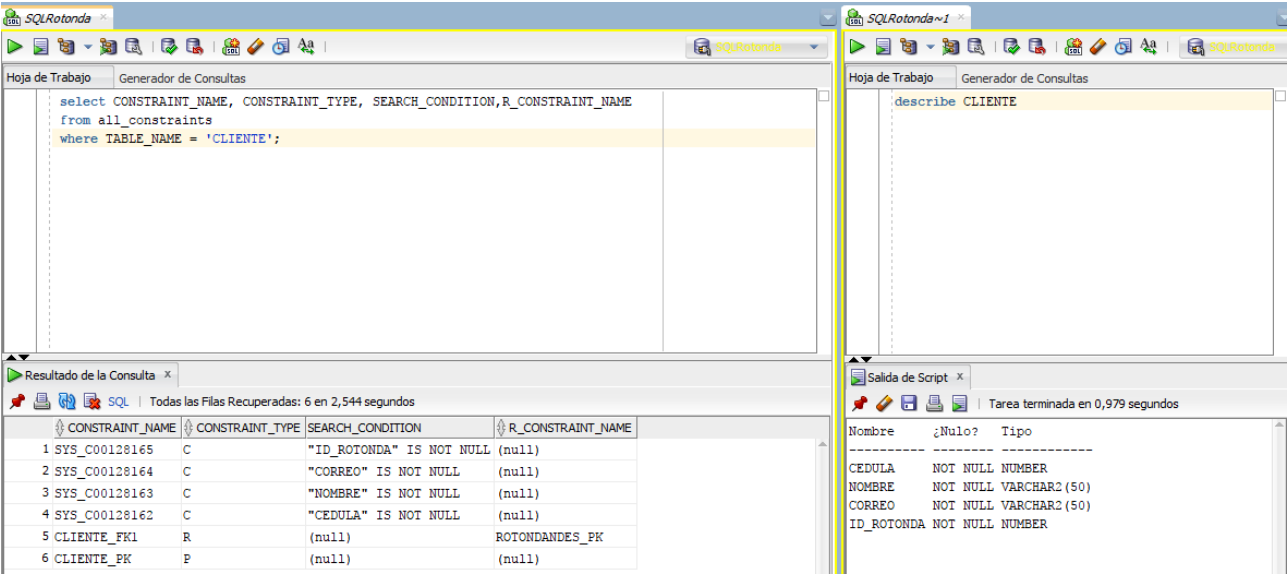 SQLRotonda
SQLRotonda
Hoja de Trabajo Generador de Consultas
select CONSTRAINT_NAME, CONSTRAINT_TYPE, SEARCH_CONDITION,R_CONSTRAINT_NAME
from all_constraints
where TABLE_NAME = 'CLIENTE';
Resultado de la Consulta
SQL | Todas las Filas Recuperadas: 6 en 2,544 segundos
CONSTRAINT_NAME CONSTRAINT_TYPE SEARCH_CONDITION R_CONSTRAINT_NAME
1 SYS_C00128165 C "ID_ROTONDA" IS NOT NULL (null)
2 SYS_C00128164 C "CORREO" IS NOT NULL (null)
3 SYS_C00128163 C "NOMBRE" IS NOT NULL (null)
4 SYS_C00128162 C "CEDULA" IS NOT NULL (null)
5 CLIENTE_FK1 R (null) ROTONDANDES_PK
6 CLIENTE_PK P (null) (null)
SQLRotonda~1
SQLRotonda
Hoja de Trabajo Generador de Consultas
describe CLIENTE
Salida de Script
Tarea terminada en 0,979 segundos
Nombre ¿Nulo? Tipo
---------- -------- ------------
CEDULA NOT NULL NUMBER
NOMBRE NOT NULL VARCHAR2(50)
CORREO NOT NULL VARCHAR2(50)
ID_ROTONDA NOT NULL NUMBER